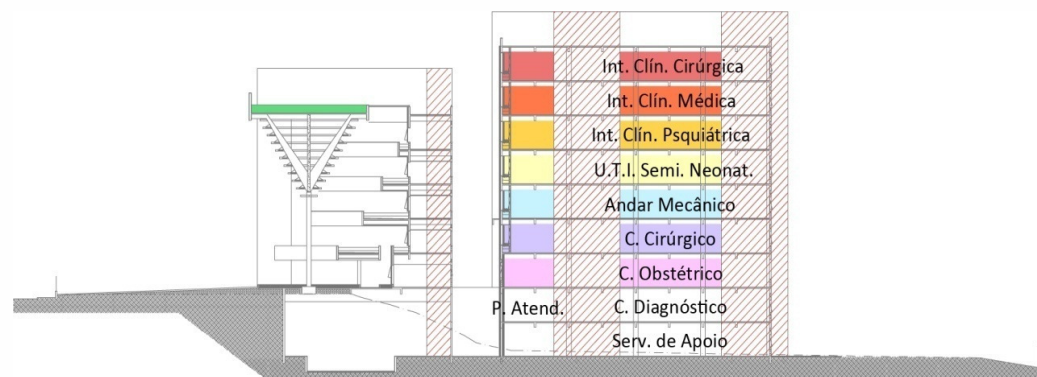 Int. Clín. Cirúrgica
Int. Clín. Médica
Int. Clín. Psquiátrica
U.T.I. Semi. Neonat.
Andar Mecânico
C. Cirúrgico
C. Obstétrico
P. Atend. C. Diagnóstico
Serv. de Apoio